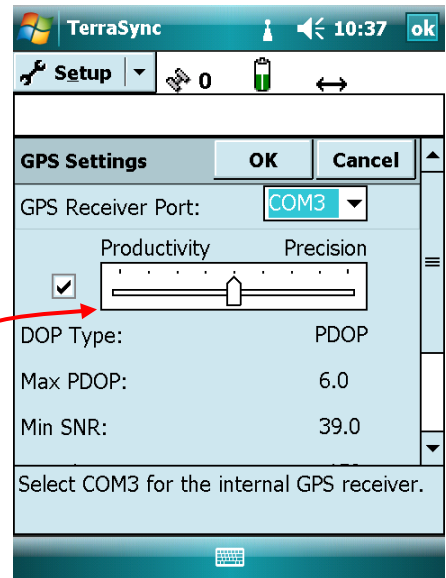 TerraSync 10:37 ok
Setup 0
GPS Settings OK Cancel
GPS Receiver Port: COM3
Productivity Precision
DOP Type: PDOP
Max PDOP: 6.0
Min SNR: 39.0
Select COM3 for the internal GPS receiver.